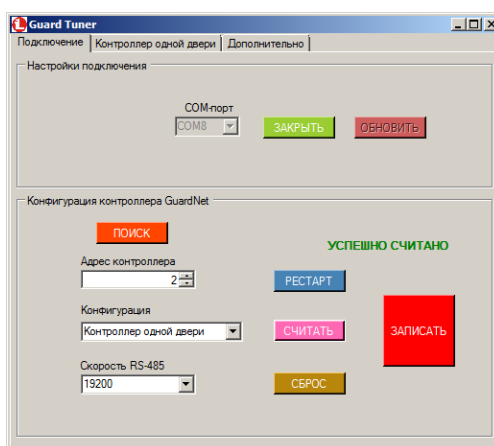 Guard Tuner
Подключение Контроллер одной двери Дополнительно
Настройки подключения
COM-порт
COM8 ЗАКРЫТЬ ОБНОВИТЬ
Конфигурация контроллера GuardNet
ПОИСК
УСПЕШНО СЧИТАНО
Адрес контроллера
2 РЕСТАРТ
Конфигурация
Контроллер одной двери СЧИТАТЬ ЗАПИСАТЬ
Скорость RS-485
19200 СБРОС